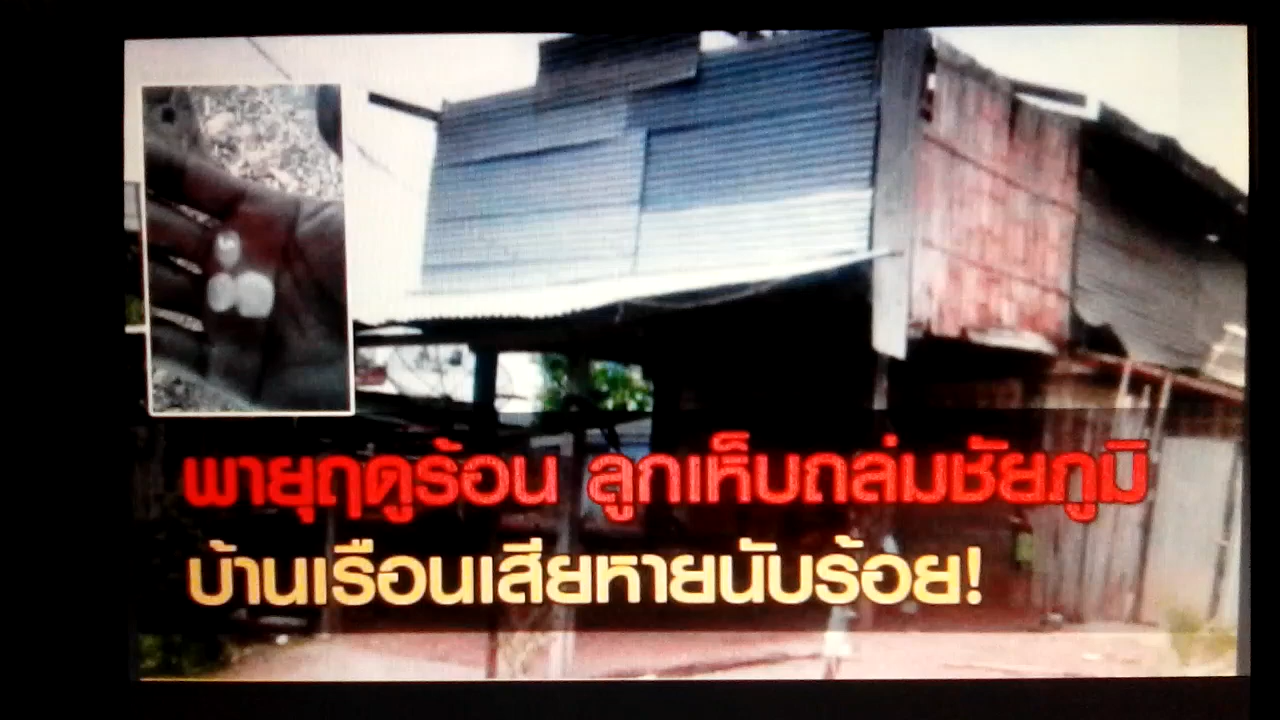 พายุฤดูร้อน ลูกเห็บถล่มชัยภูมิ
บ้านเรือนเสียหายนับร้อย!